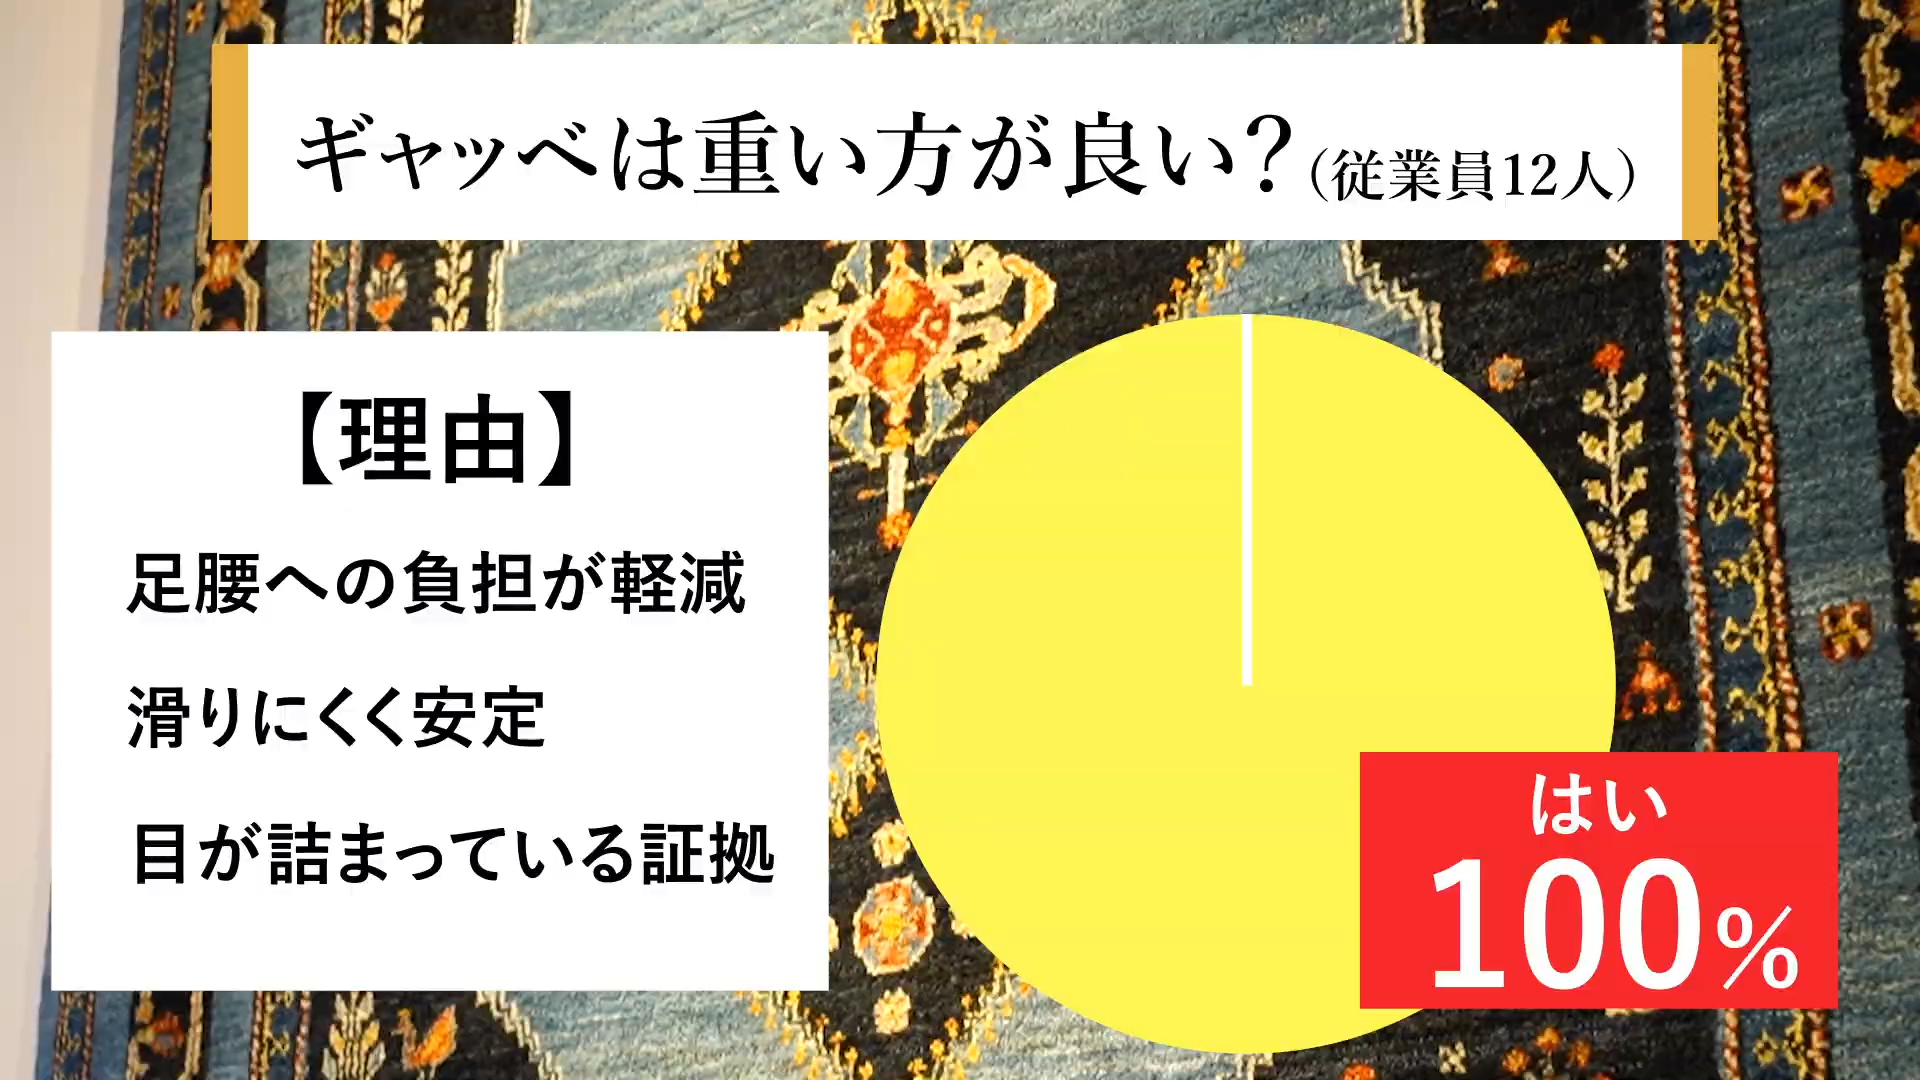 ギャッベは重い方が良い？（従業員12人）
【理由】
足腰への負担が軽減
滑りにくく安定
目が詰まっている証拠
はい
100%